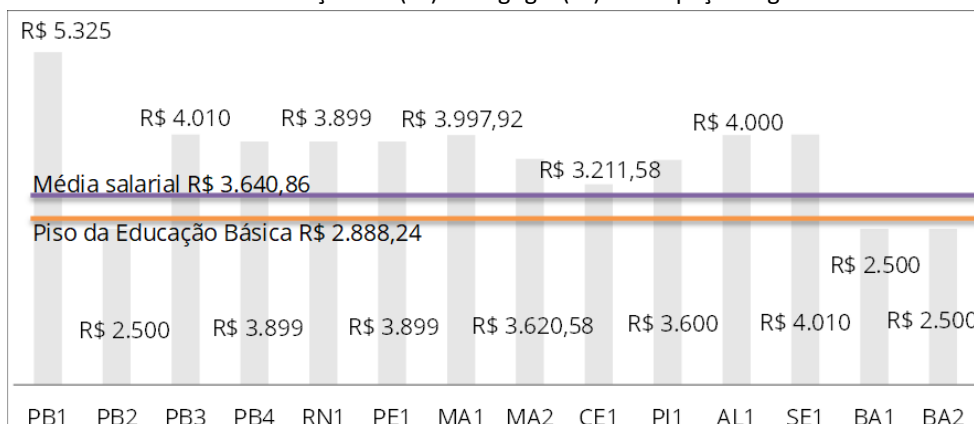 R$ 5.325
R$ 4.010 R$ 3.899 R$ 3.997,92 R$ 4.000
R$ 3.211,58
Média salarial R$ 3.640,86
Piso da Educação Básica R$ 2.888,24
R$ 2.500
R$ 2.500 R$ 3.899 R$ 3.899 R$ 3.620,58 R$ 3.600 R$ 4.010 R$ 2.500
PB1 PB2 PB3 PB4 RN1 PE1 MA1 MA2 CE1 PI1 AL1 SE1 BA1 BA2